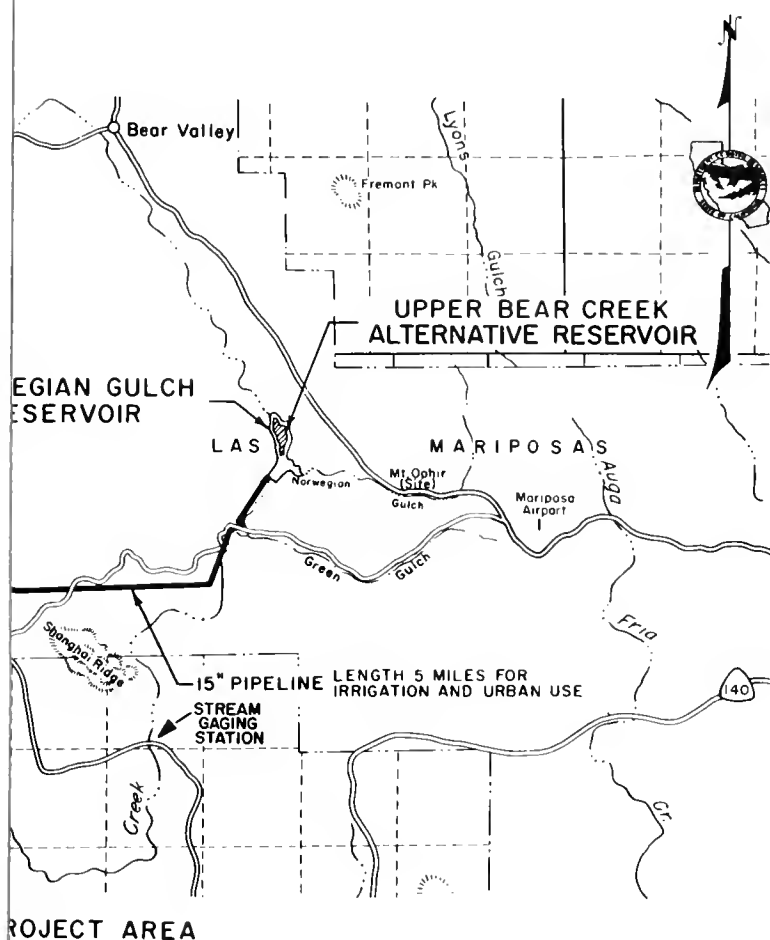 N
Bear Valley
Lyons
Fremont Pk
Gulch
UPPER BEAR CREEK
ALTERNATIVE RESERVOIR
EGIAN GULCH
ESERVOIR
LAS
MARIPOSAS
Mt. Ophir
(Site)
Norwegian
Gulch
Mariposa
Airport
Auga
Green
Gulch
Fria
Shanghai Ridge
15" PIPELINE LENGTH 5 MILES FOR
IRRIGATION AND URBAN USE
140
STREAM
GAGING
STATION
Creek
Cr.
ROJECT AREA